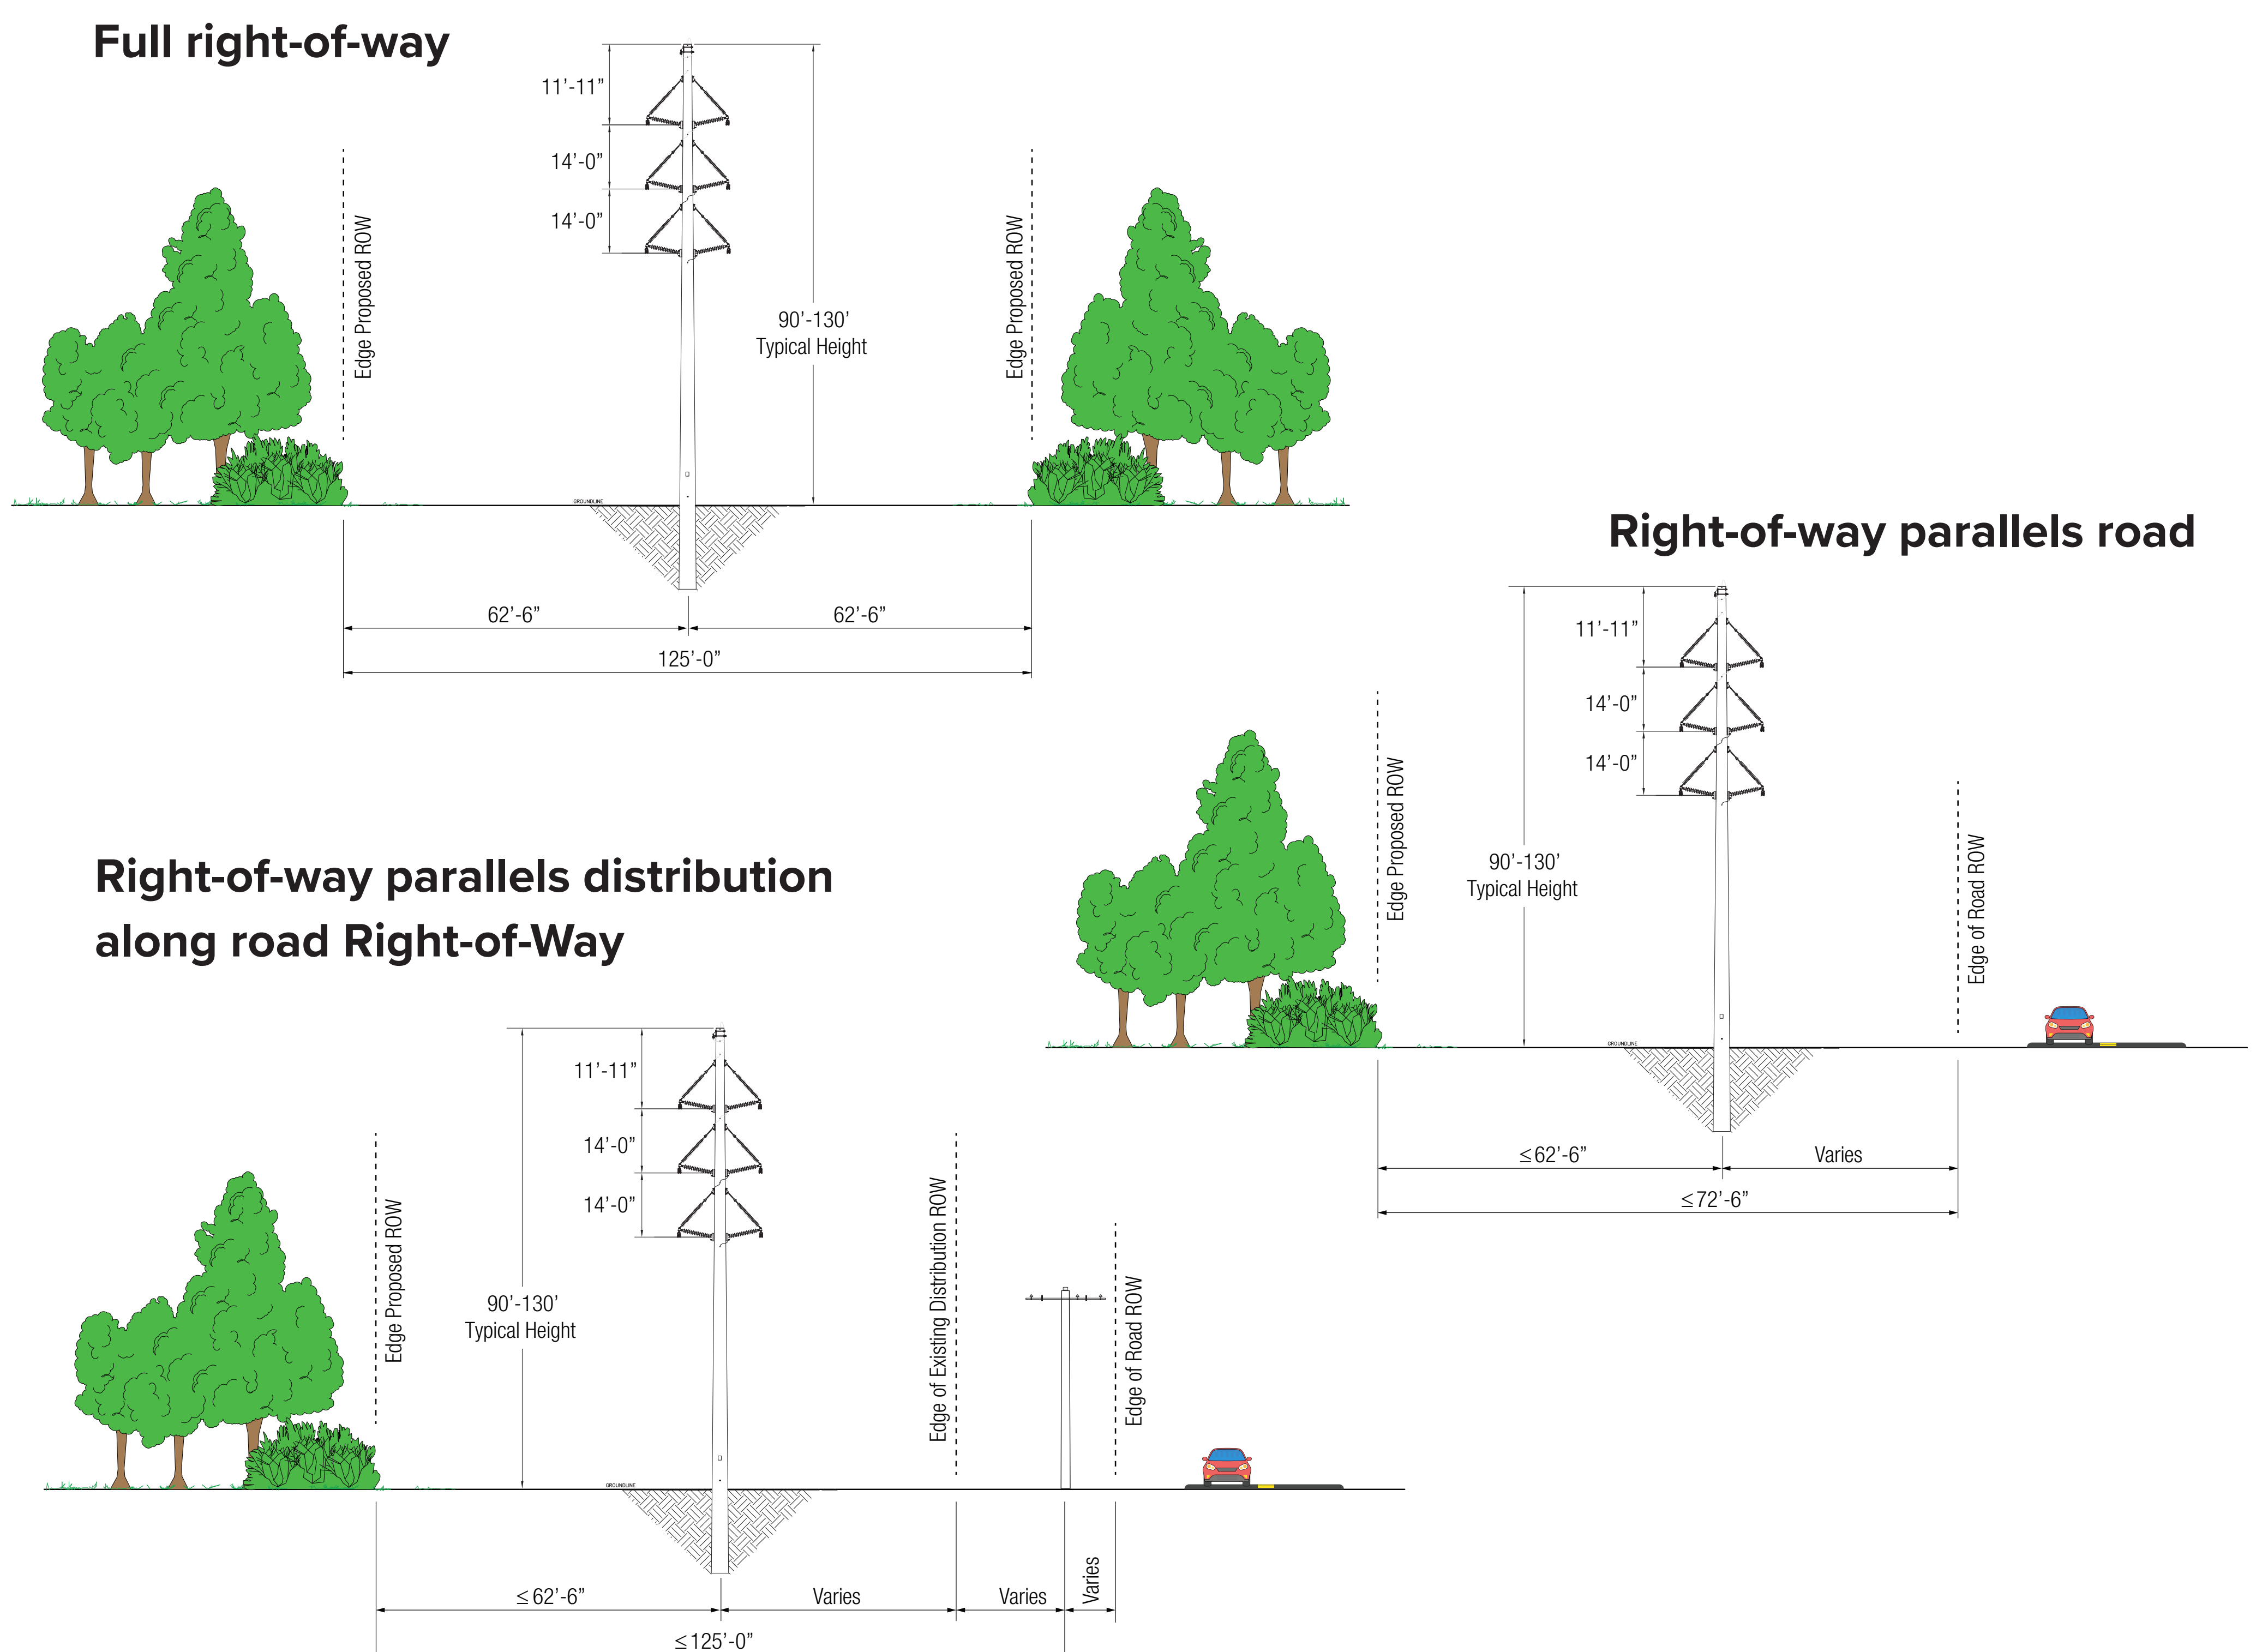 Full right-of-way
11’-11”
14’-0”
14’-0”
Edge Proposed ROW
90’-130’
Typical Height
Edge Proposed ROW
GROUNDLINE
62’-6”
62’-6”
125’-0”
Right-of-way parallels road
11’-11”
14’-0”
14’-0”
Edge Proposed ROW
90’-130’
Typical Height
Edge of Road ROW
GROUNDLINE
≤62’-6”
Varies
≤72’-6”
Right-of-way parallels distribution
along road Right-of-Way
11’-11”
14’-0”
14’-0”
Edge Proposed ROW
90’-130’
Typical Height
Edge of Existing Distribution ROW
Edge of Road ROW
GROUNDLINE
≤62’-6”
Varies
Varies
Varies
≤125’-0”